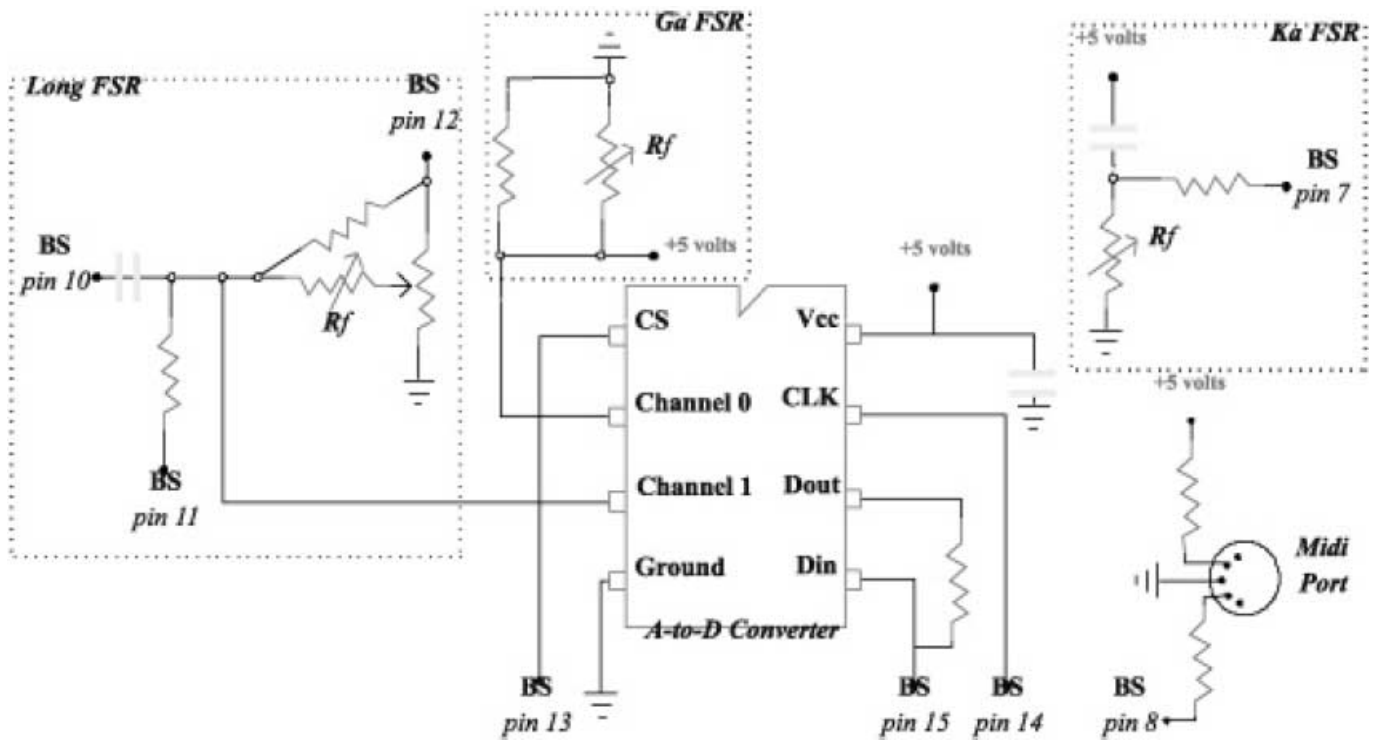 Long FSR
BS
pin 12
BS
pin 10
Rf
BS
pin 11
Ga FSR
Rf
+5 volts
+5 volts
Ka FSR
+5 volts
BS
pin 7
Rf
CS
Vcc
Channel 0
CLK
Channel 1
Dout
Ground
Din
A-to-D Converter
BS
pin 13
BS
pin 15
BS
pin 14
+5 volts
Midi
Port
BS
pin 8